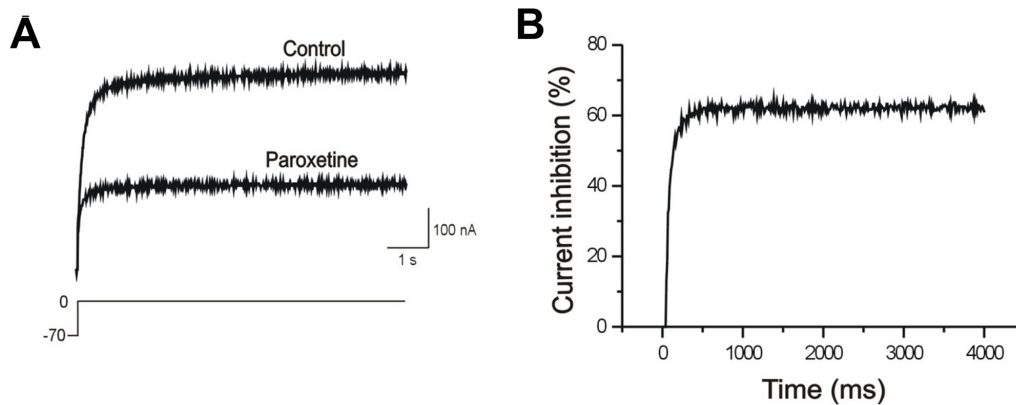 A
Control
Paroxetine
100 nA
1 s
0
-70
B
Current inhibition (%)
80
60
40
20
0
0 1000 2000 3000 4000
Time (ms)